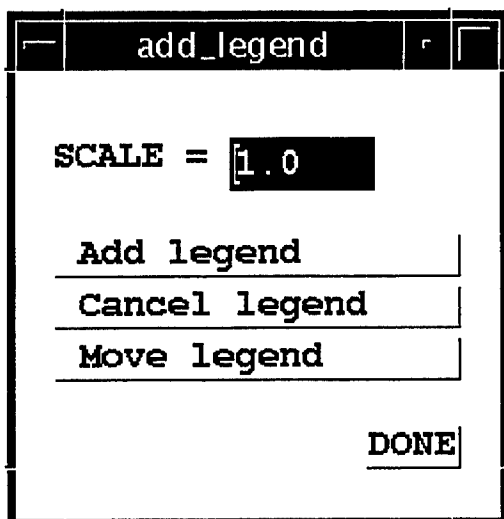 add_legend
SCALE = 1.0
Add legend
Cancel legend
Move legend
DONE